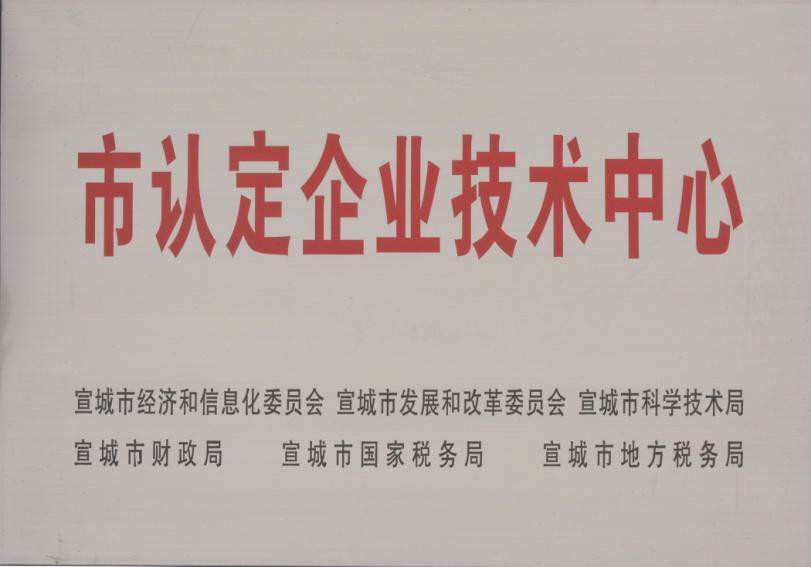 市认定企业技术中心
宣城市经济和信息化委员会 宣城市发展和改革委员会 宣城市科学技术局
宣城市财政局 宣城市国家税务局 宣城市地方税务局